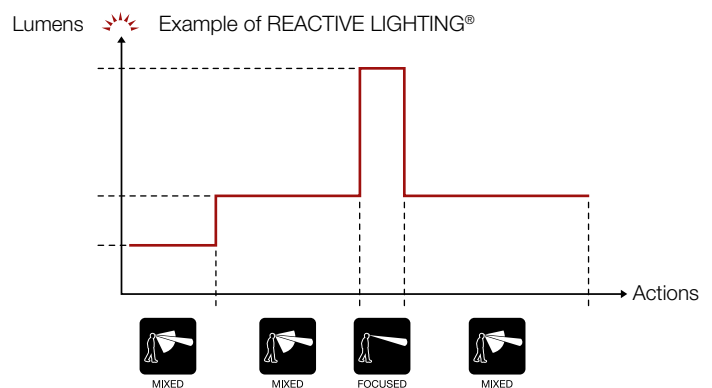 Lumens
Example of REACTIVE LIGHTING®
Actions
MIXED
MIXED
FOCUSED
MIXED